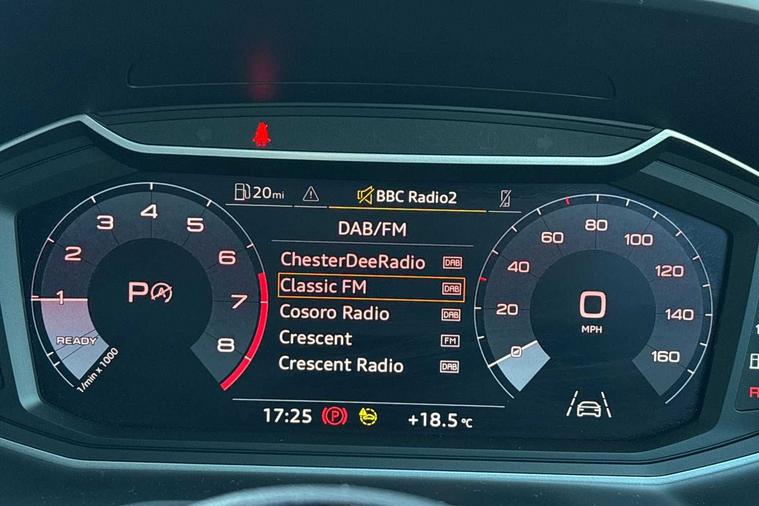 20mi
BBC Radio2
DAB/FM
ChesterDeeRadio DAB
Classic FM DAB
Cosoro Radio DAB
Crescent FM
Crescent Radio DAB
17:25 P +18.5 °C
READY 1 2 3 4 5 6 7 8
1/min x 1000
P A
0 20 40 60 80 100 120 140 160
0
MPH